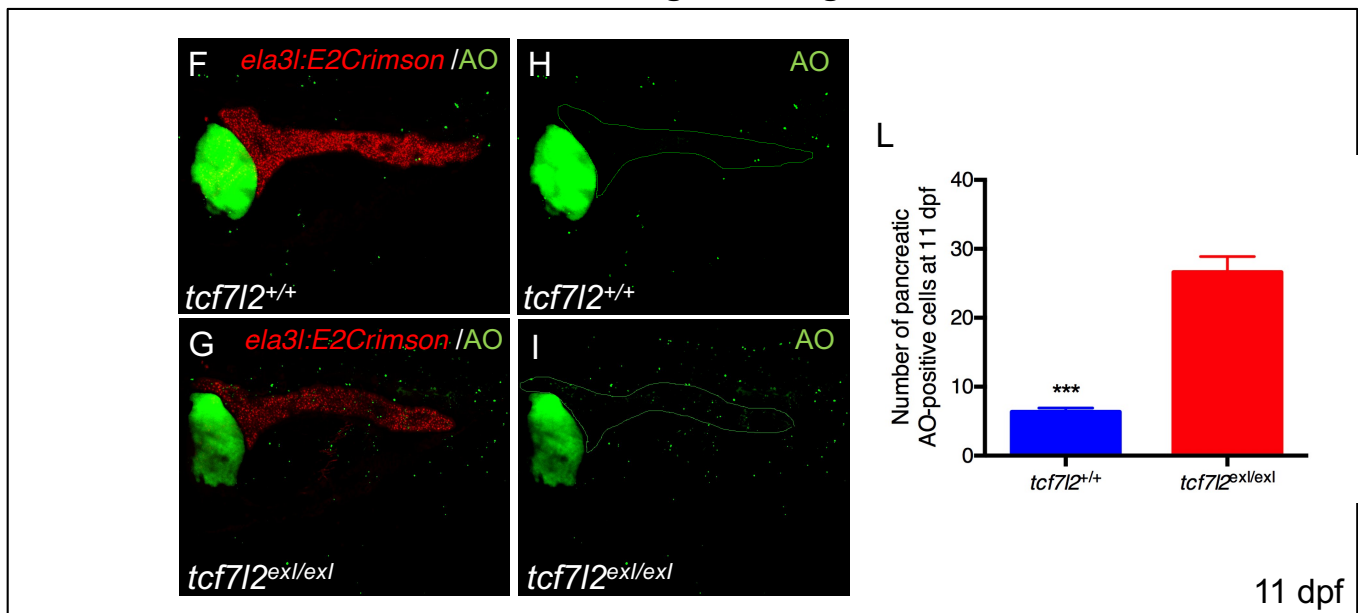 F ela3l:E2Crimson /AO
tcf7l2+/+
H AO
tcf7l2+/+
G ela3l:E2Crimson /AO
tcf7l2exl/exl
I AO
tcf7l2exl/exl
L
Number of pancreatic
AO-positive cells at 11 dpf
40
30
20
10
0
***
tcf7l2+/+
tcf7l2exl/exl
11 dpf